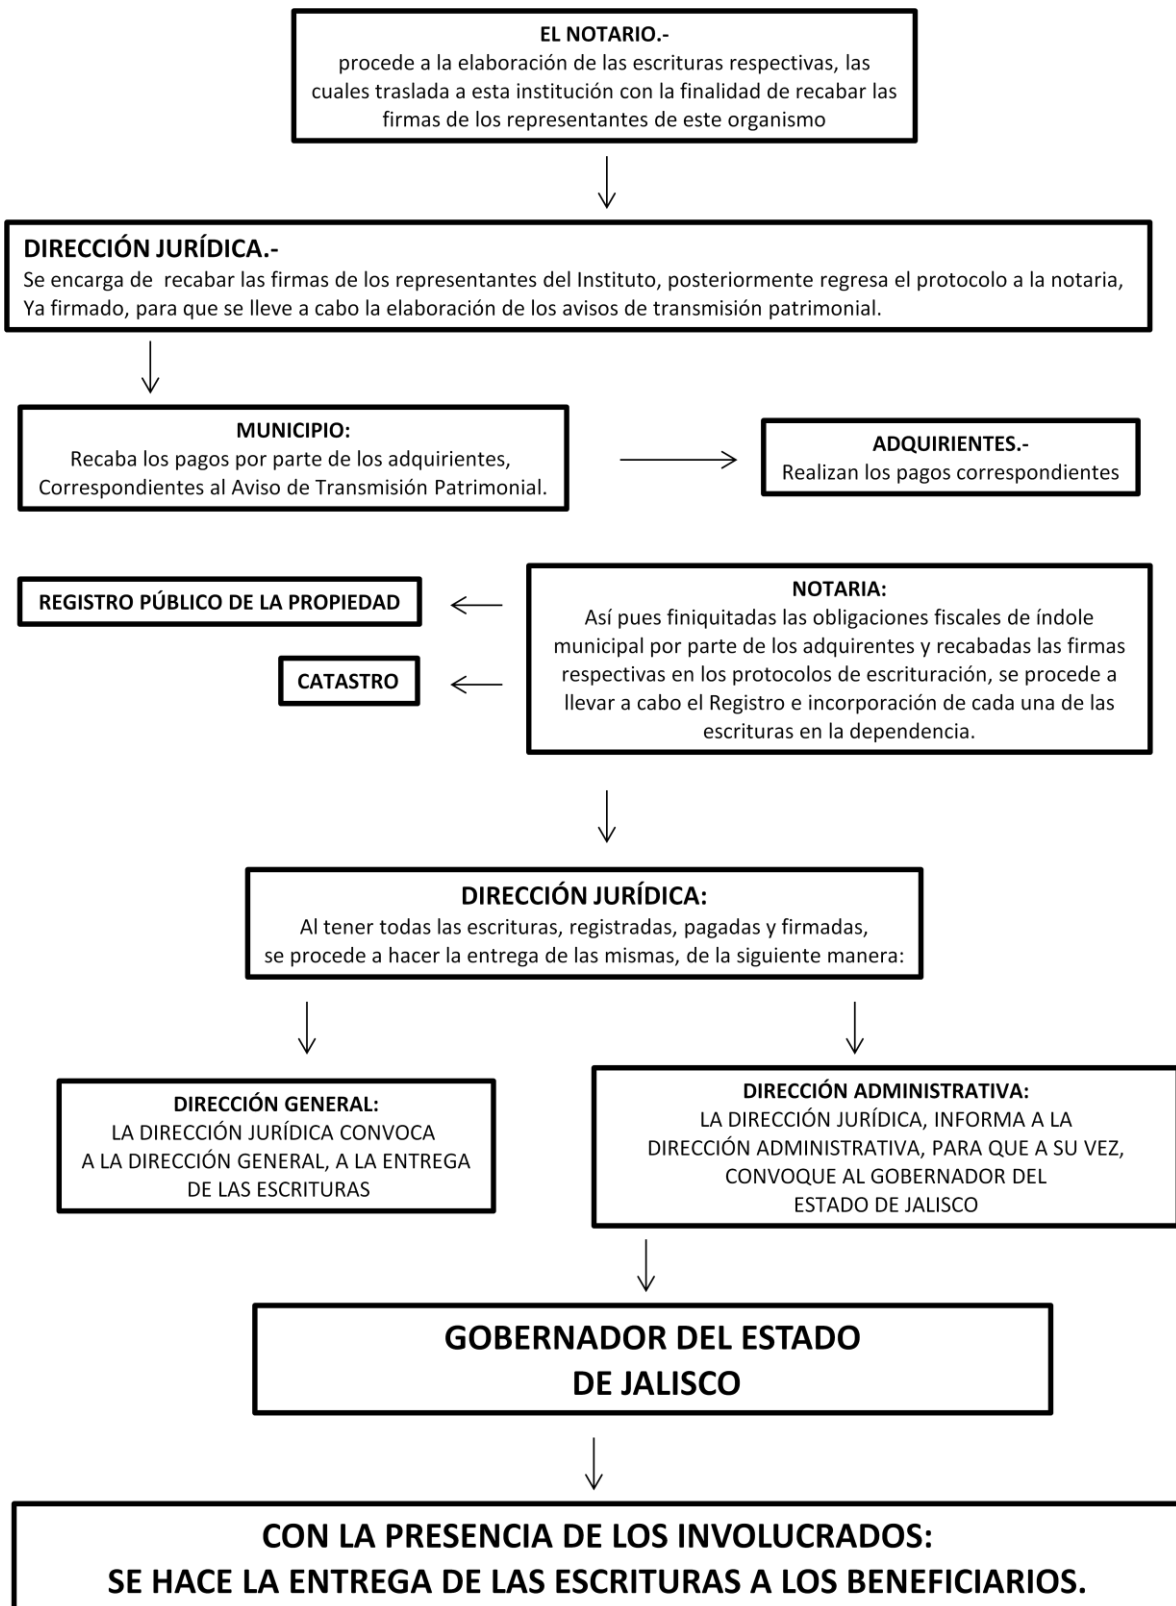 EL NOTARIO.-
procede a la elaboración de las escrituras respectivas, las
cuales traslada a esta institución con la finalidad de recabar las
firmas de los representantes de este organismo
DIRECCIÓN JURÍDICA.-
Se encarga de recabar las firmas de los representantes del Instituto, posteriormente regresa el protocolo a la notaria,
Ya firmado, para que se lleve a cabo la elaboración de los avisos de transmisión patrimonial.
MUNICIPIO:
Recaba los pagos por parte de los adquirientes,
Correspondientes al Aviso de Transmisión Patrimonial.
ADQUIRIENTES.-
Realizan los pagos correspondientes
REGISTRO PÚBLICO DE LA PROPIEDAD
CATASTRO
NOTARIA:
Así pues finiquitadas las obligaciones fiscales de índole
municipal por parte de los adquirentes y recabadas las firmas
respectivas en los protocolos de escrituración, se procede a
llevar a cabo el Registro e incorporación de cada una de las
escrituras en la dependencia.
DIRECCIÓN JURÍDICA:
Al tener todas las escrituras, registradas, pagadas y firmadas,
se procede a hacer la entrega de las mismas, de la siguiente manera:
DIRECCIÓN GENERAL:
LA DIRECCIÓN JURÍDICA CONVOCA
A LA DIRECCIÓN GENERAL, A LA ENTREGA
DE LAS ESCRITURAS
DIRECCIÓN ADMINISTRATIVA:
LA DIRECCIÓN JURÍDICA, INFORMA A LA
DIRECCIÓN ADMINISTRATIVA, PARA QUE A SU VEZ,
CONVOQUE AL GOBERNADOR DEL
ESTADO DE JALISCO
GOBERNADOR DEL ESTADO
DE JALISCO
CON LA PRESENCIA DE LOS INVOLUCRADOS:
SE HACE LA ENTREGA DE LAS ESCRITURAS A LOS BENEFICIARIOS.